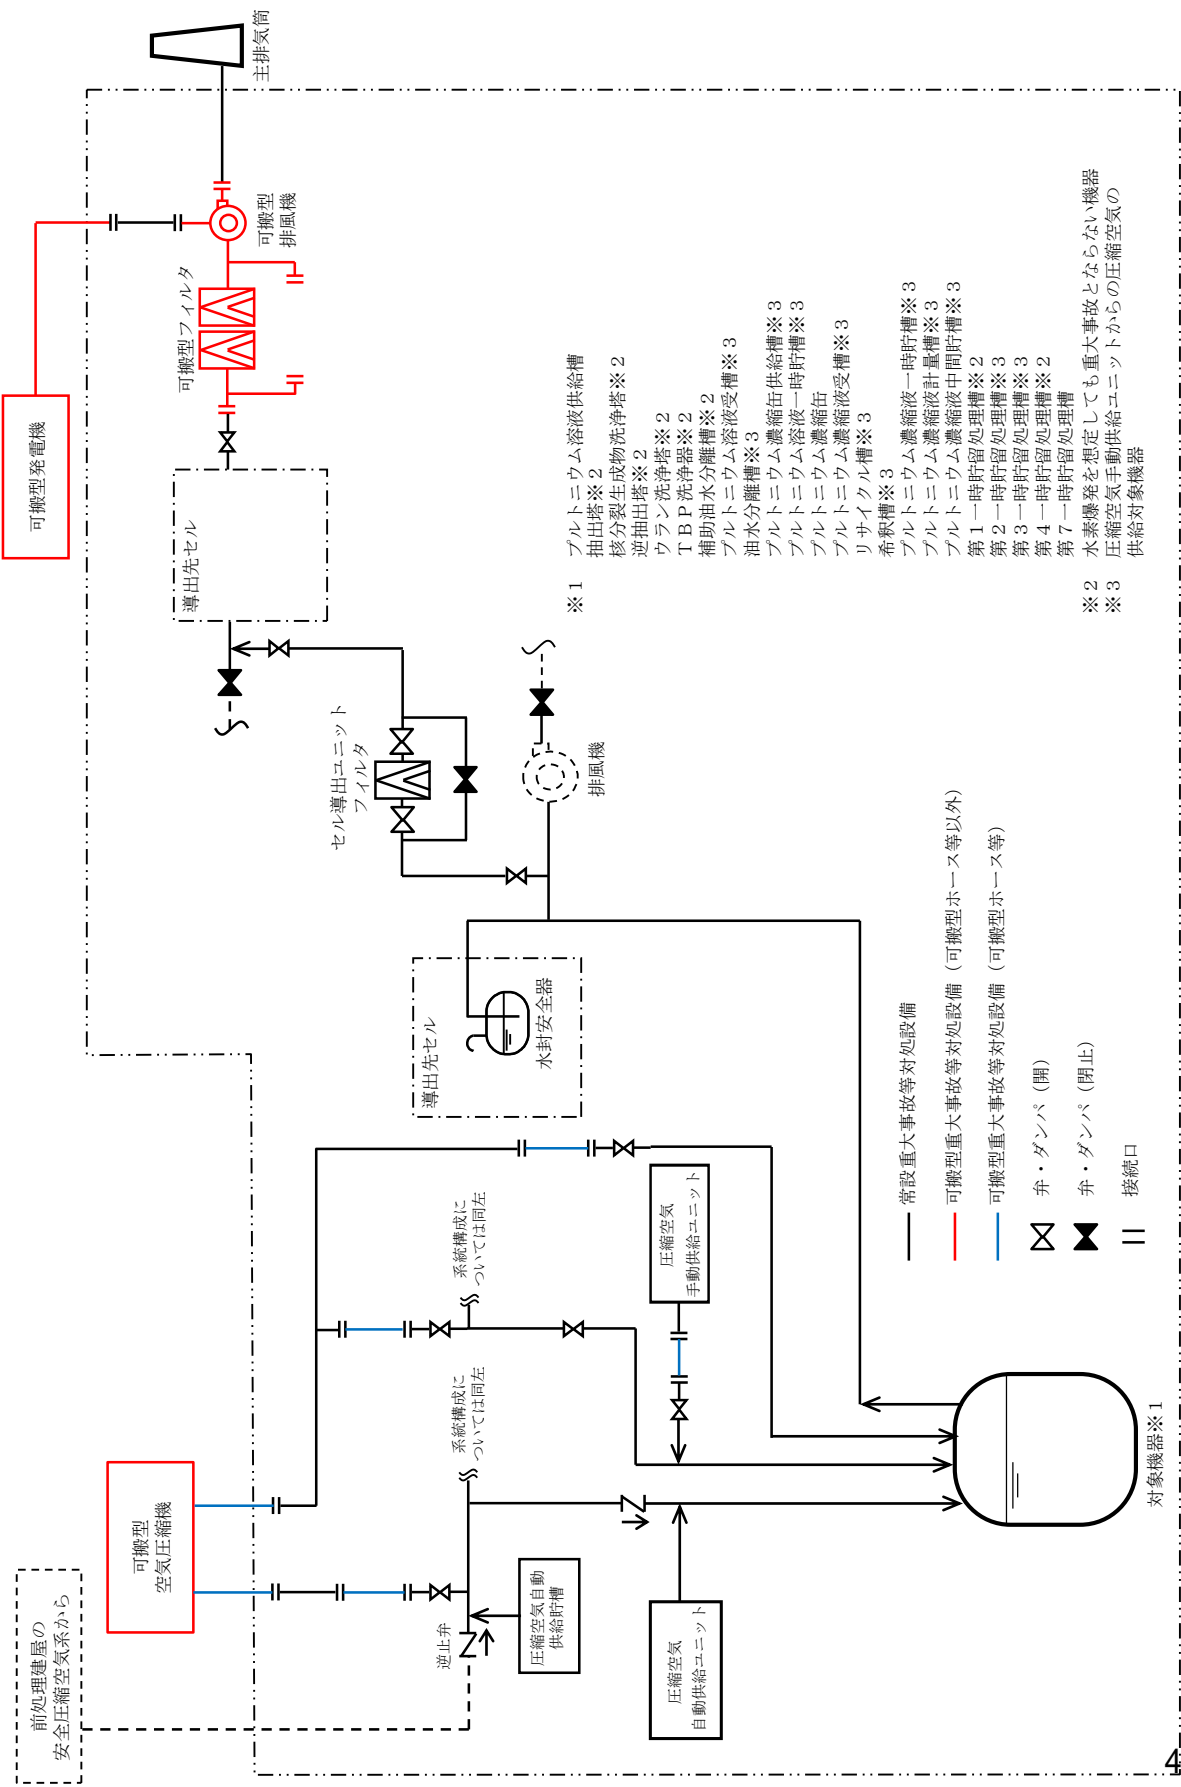 前処理建屋の
安全圧縮空気系から
可搬型
空気圧縮機
可搬型発電機
主排気筒
可搬型
排風機
可搬型フィルタ
導出先セル
セル導出ユニット
フィルタ
排風機
導出先セル
水封安全器
系統構成に
ついては同左
系統構成に
ついては同左
逆止弁
圧縮空気自動
供給貯槽
圧縮空気
自動供給ユニット
圧縮空気
手動供給ユニット
対象機器※１
常設重大事故等対処設備
可搬型重大事故等対処設備（可搬型ホース等以外）
可搬型重大事故等対処設備（可搬型ホース等）
弁・ダンパ（開）
弁・ダンパ（閉止）
接続口
※１　プルトニウム溶液供給槽
抽出塔※２
核分裂生成物洗浄塔※２
逆抽出塔※２
ウラン洗浄塔※２
ＴＢＰ洗浄器※２
補助油水分離槽※２
プルトニウム溶液受槽※３
油水分離槽※３
プルトニウム濃縮缶供給槽※３
プルトニウム溶液一時貯槽※３
プルトニウム濃縮缶
プルトニウム濃縮液受槽※３
リサイクル槽※３
希釈槽※３
プルトニウム濃縮液一時貯槽※３
プルトニウム濃縮液計量槽※３
プルトニウム濃縮液中間貯槽※３
第１一時貯留処理槽※２
第２一時貯留処理槽※３
第３一時貯留処理槽※３
第４一時貯留処理槽※２
第７一時貯留処理槽
※２　水素爆発を想定しても重大事故とならない機器
※３　圧縮空気手動供給ユニットからの圧縮空気の
供給対象機器
4